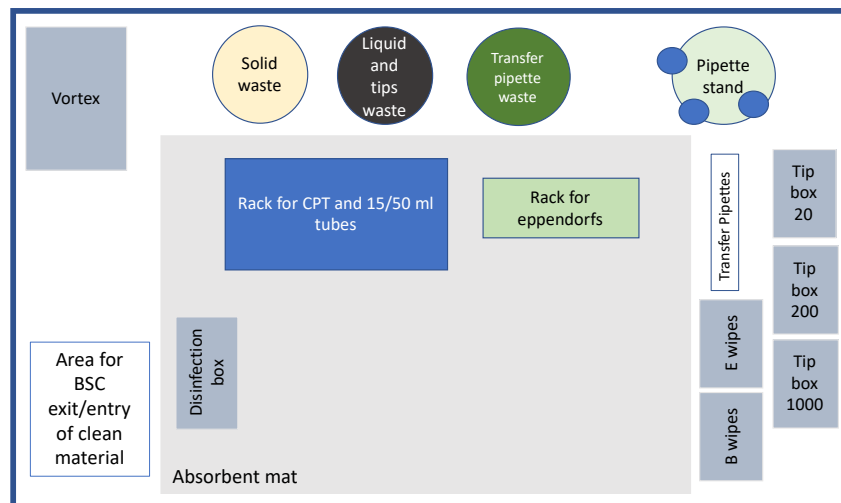 Vortex
Solid
waste
Liquid
and
tips
waste
Transfer
pipette
waste
Pipette
stand
Rack for CPT and 15/50 ml
tubes
Rack for
eppendorfs
Transfer Pipettes
Tip
box
20
Tip
box
200
Tip
box
1000
E wipes
B wipes
Disinfection
box
Area for
BSC
exit/entry
of clean
material
Absorbent mat